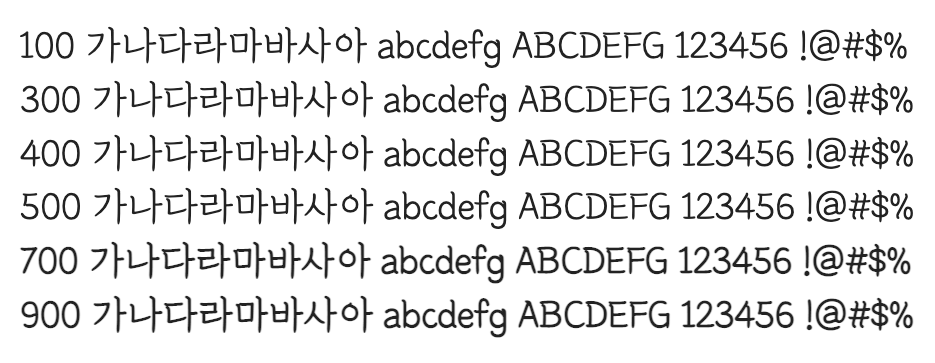 100 가나다라마바사아 abcdefg ABCDEFG 123456 !@#$%
300 가나다라마바사아 abcdefg ABCDEFG 123456 !@#$%
400 가나다라마바사아 abcdefg ABCDEFG 123456 !@#$%
500 가나다라마바사아 abcdefg ABCDEFG 123456 !@#$%
700 가나다라마바사아 abcdefg ABCDEFG 123456 !@#$%
900 가나다라마바사아 abcdefg ABCDEFG 123456 !@#$%